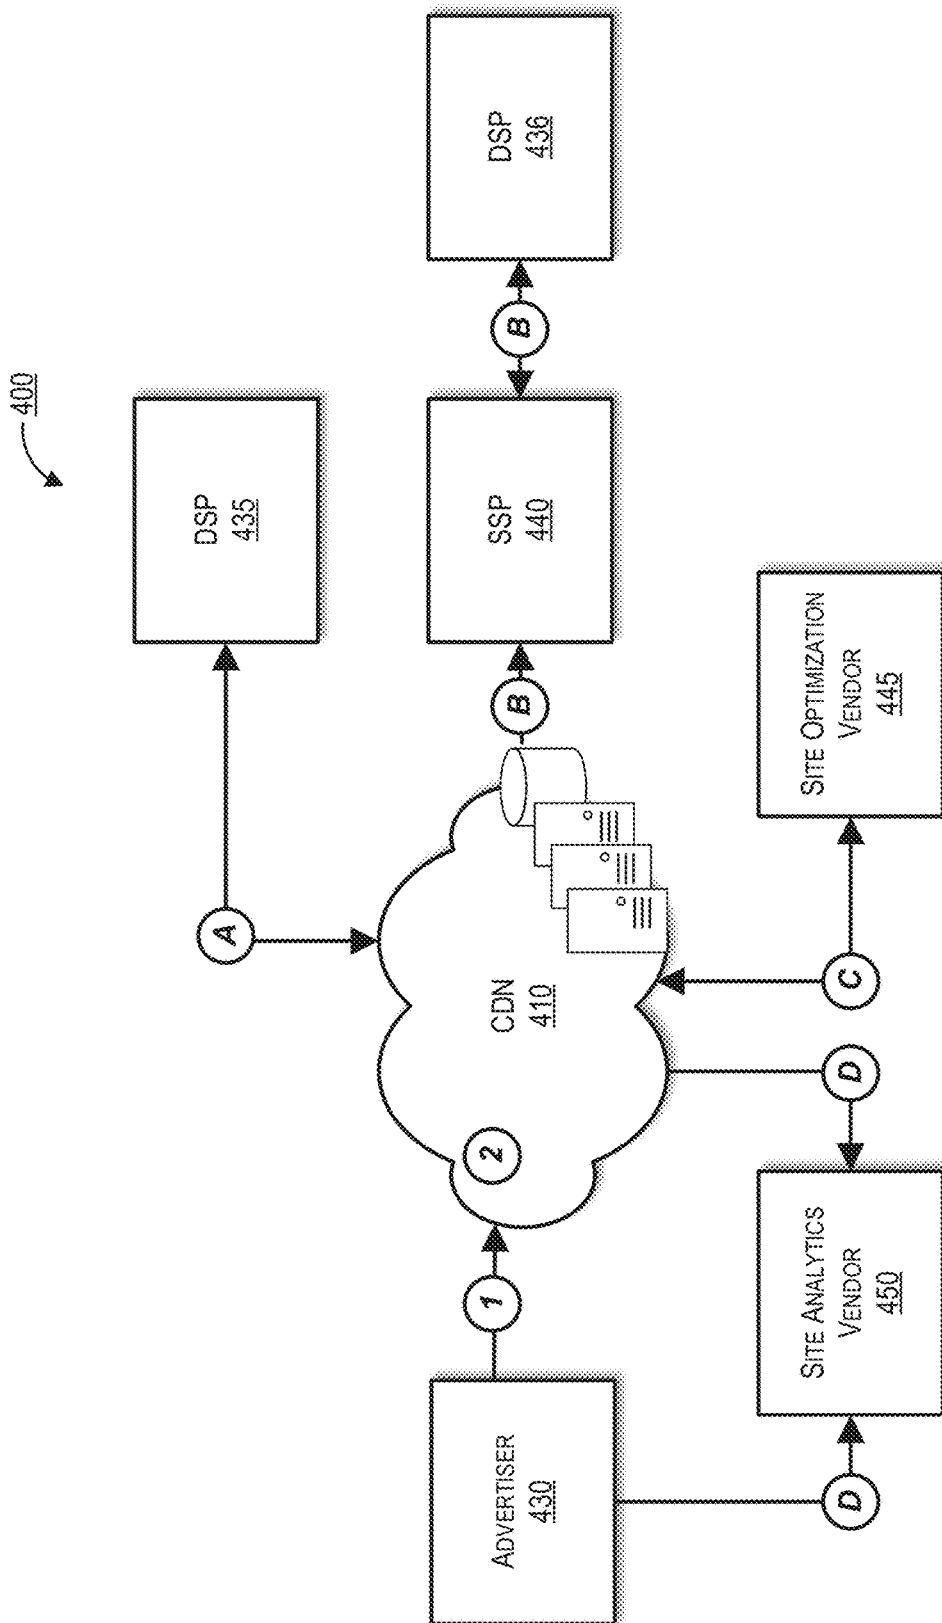 400
DSP
435
A
DSP
436
B
SSP
440
B
CDN
410
2
1
ADVERTISER
430
SITE OPTIMIZATION
VENDOR
445
C
D
SITE ANALYTICS
VENDOR
450
D